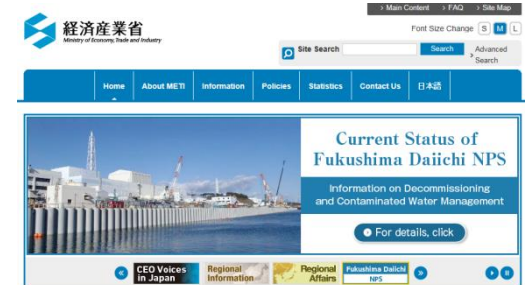 › Main Content › FAQ › Site Map
経済産業省
Ministry of Economy, Trade and Industry
Font Size Change S M L
Site Search Search › Advanced Search
Home About METI Information Policies Statistics Contact Us 日本語
Current Status of
Fukushima Daiichi NPS
Information on Decommissioning
and Contaminated Water Management
For details, click
CEO Voices
in Japan
Regional
Information
Regional
Affairs
Fukushima Daiichi
NPS